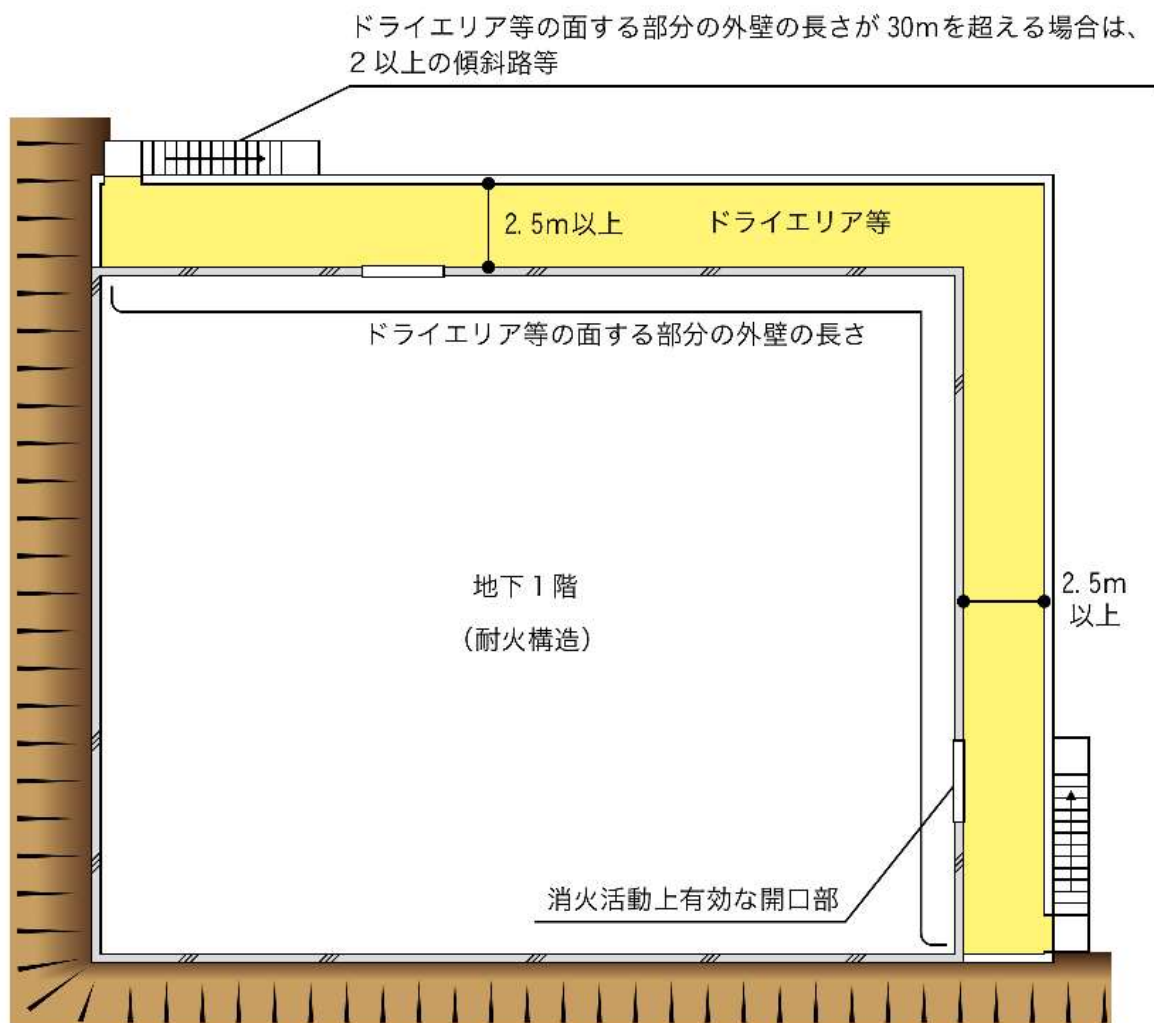 ドライエリア等の面する部分の外壁の長さが 30mを超える場合は、
2 以上の傾斜路等
2. 5m以上
ドライエリア等
ドライエリア等の面する部分の外壁の長さ
地下 1 階
（耐火構造）
2. 5m
以上
消火活動上有効な開口部